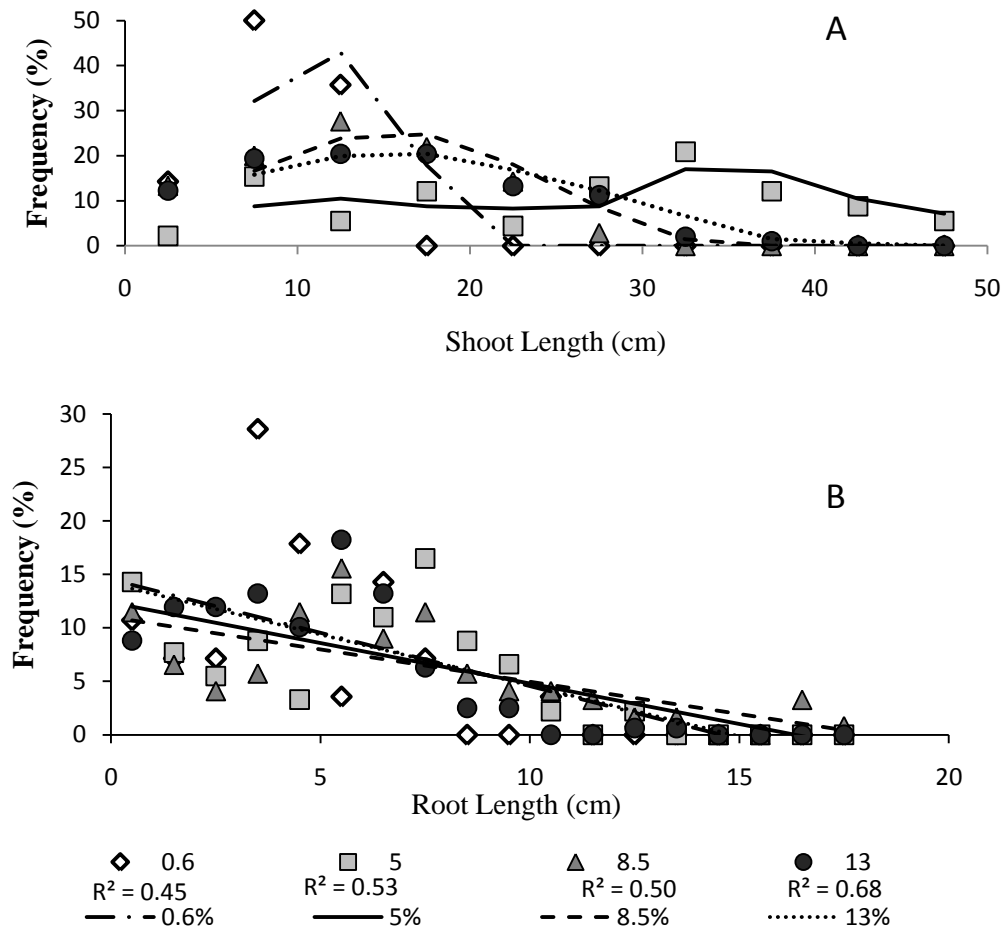 A
Frequency (%)
50
40
30
20
10
0
0 10 20 30 40 50
Shoot Length (cm)
B
Frequency (%)
30
25
20
15
10
5
0
0 5 10 15 20
Root Length (cm)
0.6 5 8.5 13
R² = 0.45 R² = 0.53 R² = 0.50 R² = 0.68
0.6% 5% 8.5% 13%